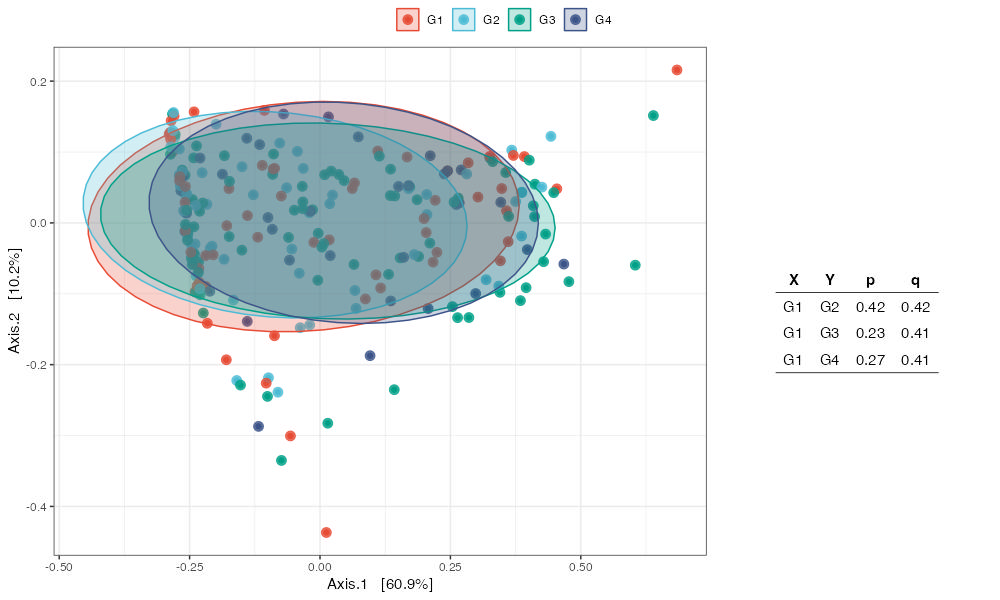 G1 G2 G3 G4
0.2
0.0
-0.2
-0.4
Axis.2 [10.2%]
-0.50 -0.25 0.00 0.25 0.50
Axis.1 [60.9%]
X Y p q
G1 G2 0.42 0.42
G1 G3 0.23 0.41
G1 G4 0.27 0.41